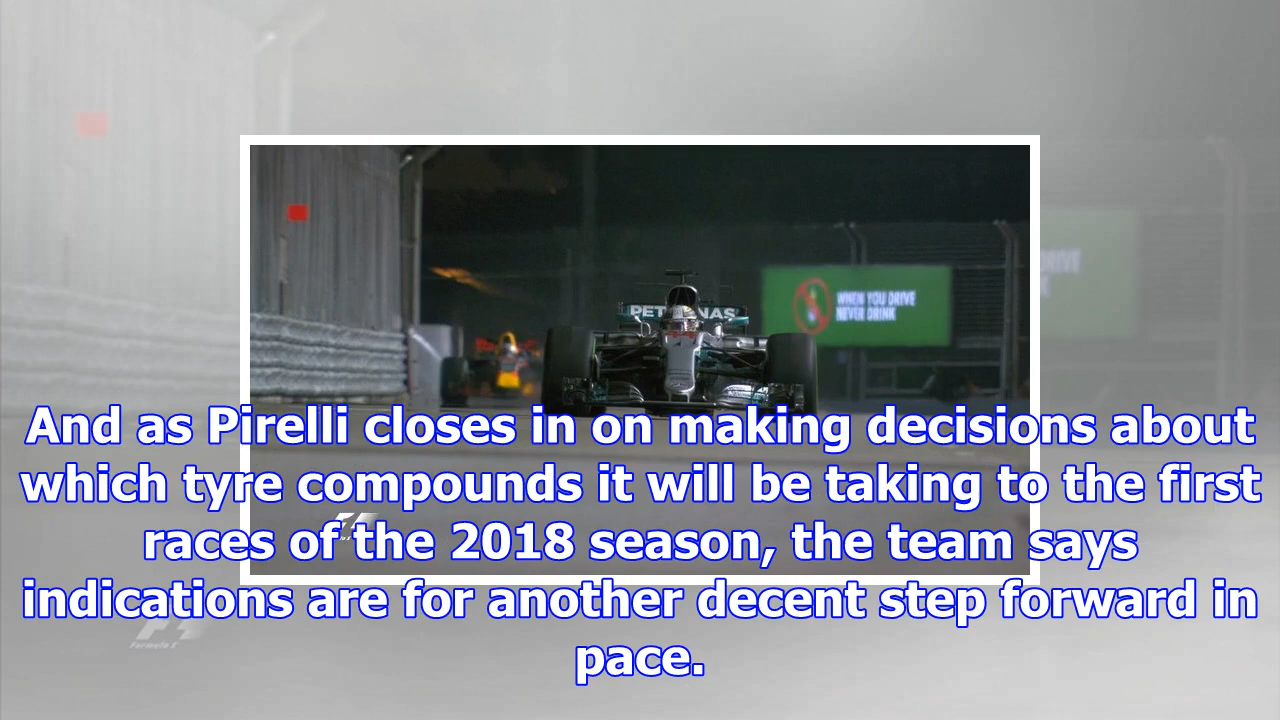 WHEN YOU DRIVE
NEVER DRINK
PETRONAS
And as Pirelli closes in on making decisions about
which tyre compounds it will be taking to the first
races of the 2018 season, the team says
indications are for another decent step forward in
pace.
Formula 1